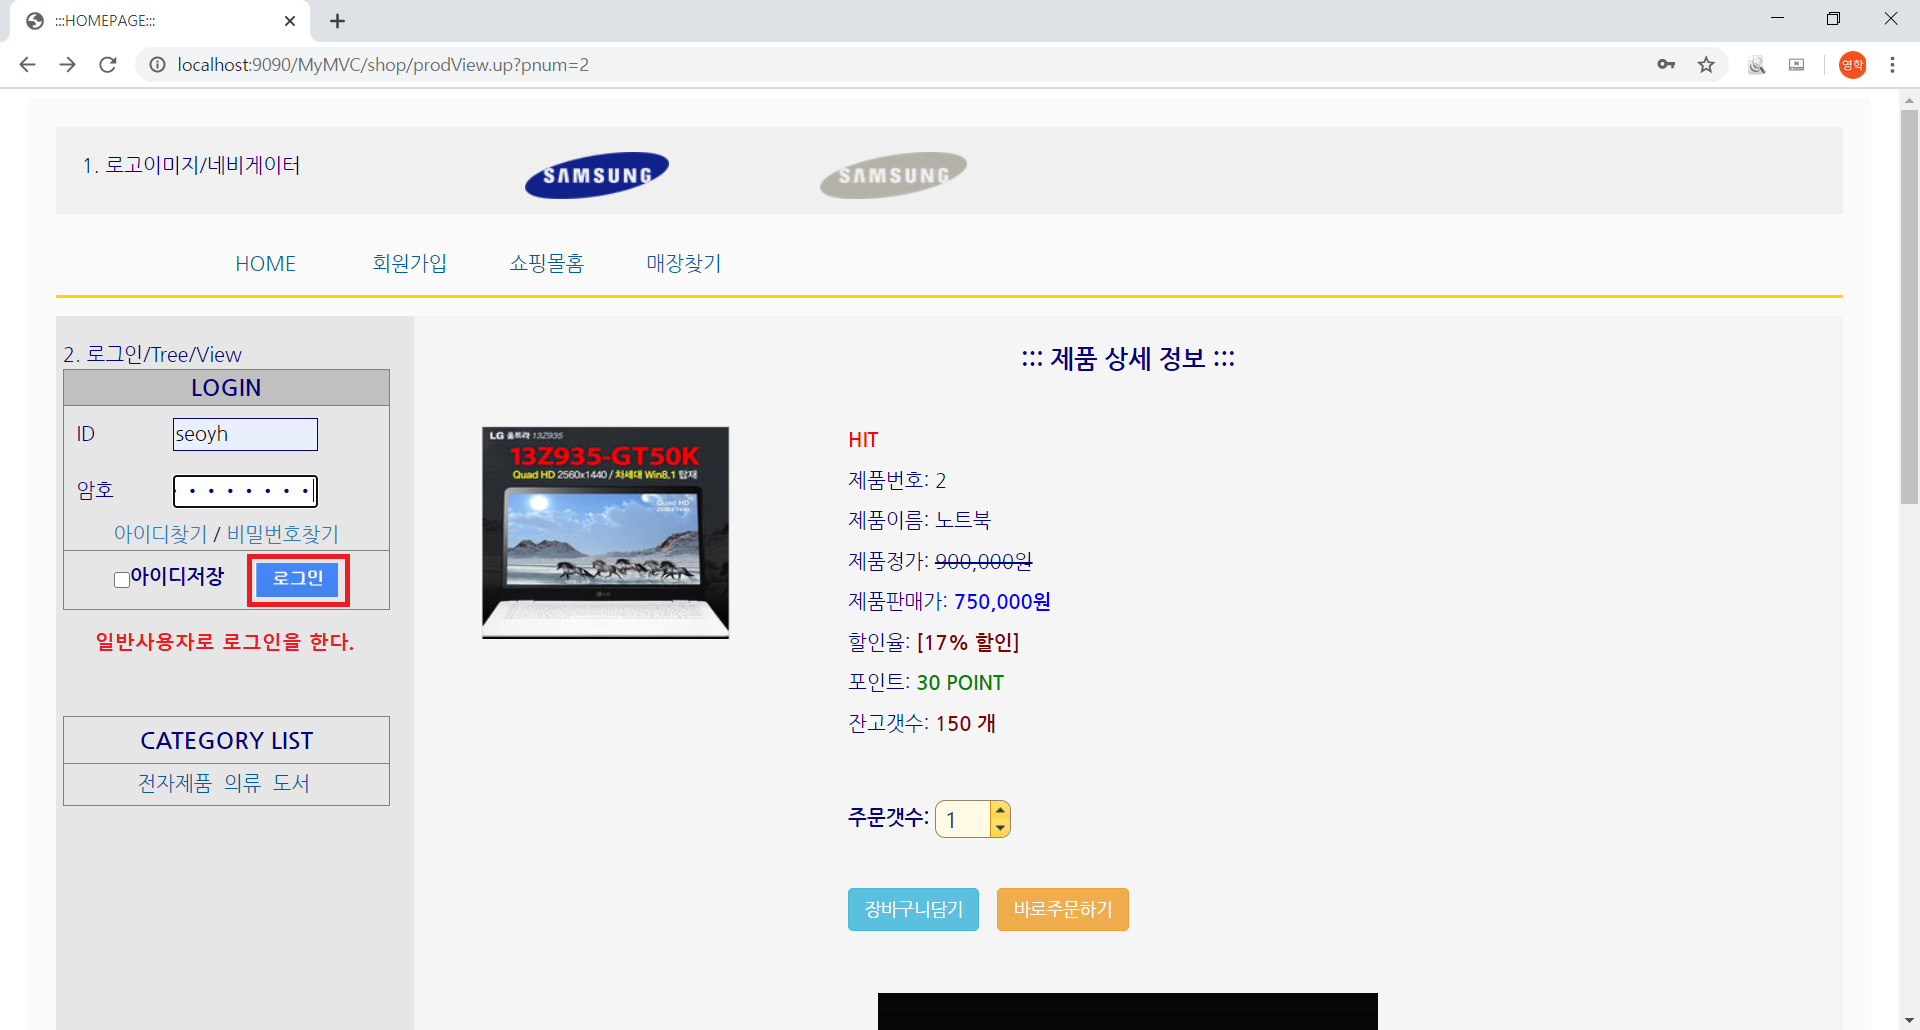 :::HOMEPAGE:::
localhost:9090/MyMVC/shop/prodView.up?pnum=2
영학
1. 로고이미지/네비게이터
SAMSUNG
SAMSUNG
HOME 회원가입 쇼핑몰홈 매장찾기
2. 로그인/Tree/View
LOGIN
ID seoyh
암호
아이디찾기 / 비밀번호찾기
아이디저장 로그인
일반사용자로 로그인을 한다.
CATEGORY LIST
전자제품 의류 도서
::: 제품 상세 정보 :::
LG 울트라 13Z935
13Z935-GT50K
Quad HD 2560x1440 / 차세대 Win8.1 탑재
Quad HD
2560x1440
LG
HIT
제품번호: 2
제품이름: 노트북
제품정가: 900,000원
제품판매가: 750,000원
할인율: [17% 할인]
포인트: 30 POINT
잔고갯수: 150 개
주문갯수: 1
장바구니담기 바로주문하기